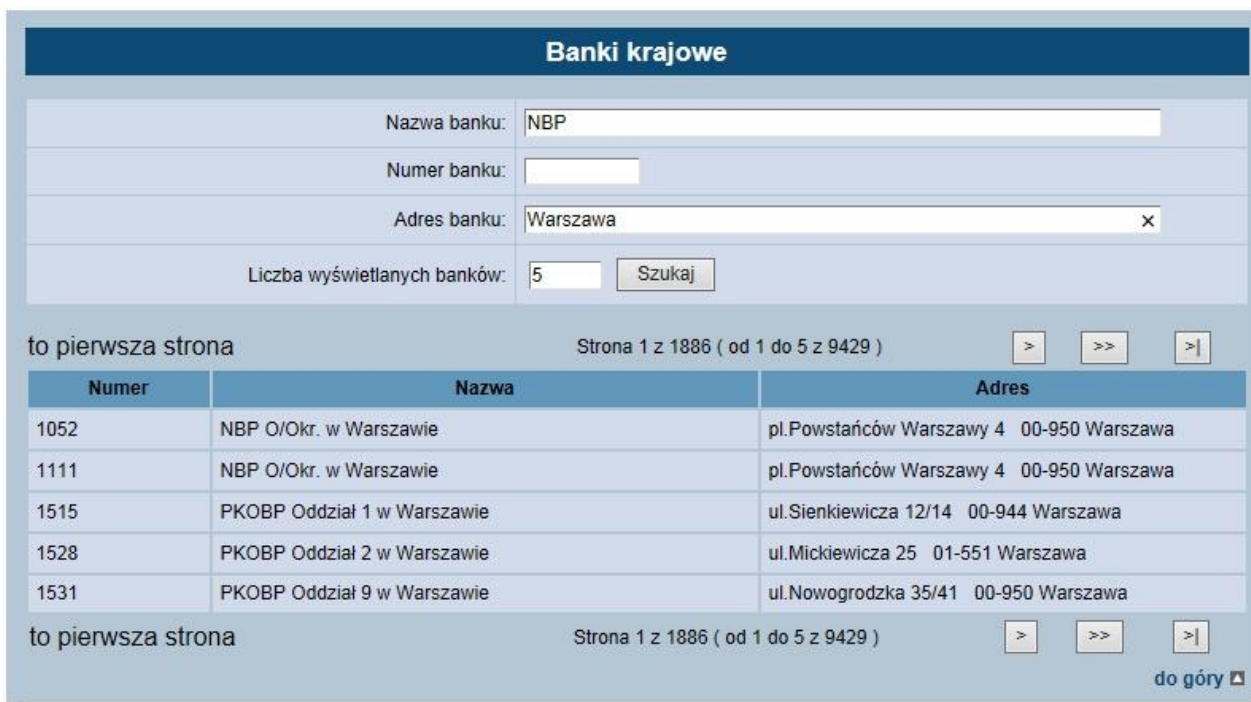 Banki krajowe
Nazwa banku: NBP
Numer banku:
Adres banku: Warszawa ×
Liczba wyświetlanych banków: 5 Szukaj
to pierwsza strona Strona 1 z 1886 ( od 1 do 5 z 9429 ) > >> >|
Numer Nazwa Adres
1052 NBP O/Okr. w Warszawie pl.Powstańców Warszawy 4 00-950 Warszawa
1111 NBP O/Okr. w Warszawie pl.Powstańców Warszawy 4 00-950 Warszawa
1515 PKOBP Oddział 1 w Warszawie ul.Sienkiewicza 12/14 00-944 Warszawa
1528 PKOBP Oddział 2 w Warszawie ul.Mickiewicza 25 01-551 Warszawa
1531 PKOBP Oddział 9 w Warszawie ul.Nowogrodzka 35/41 00-950 Warszawa
to pierwsza strona Strona 1 z 1886 ( od 1 do 5 z 9429 ) > >> >|
do góry